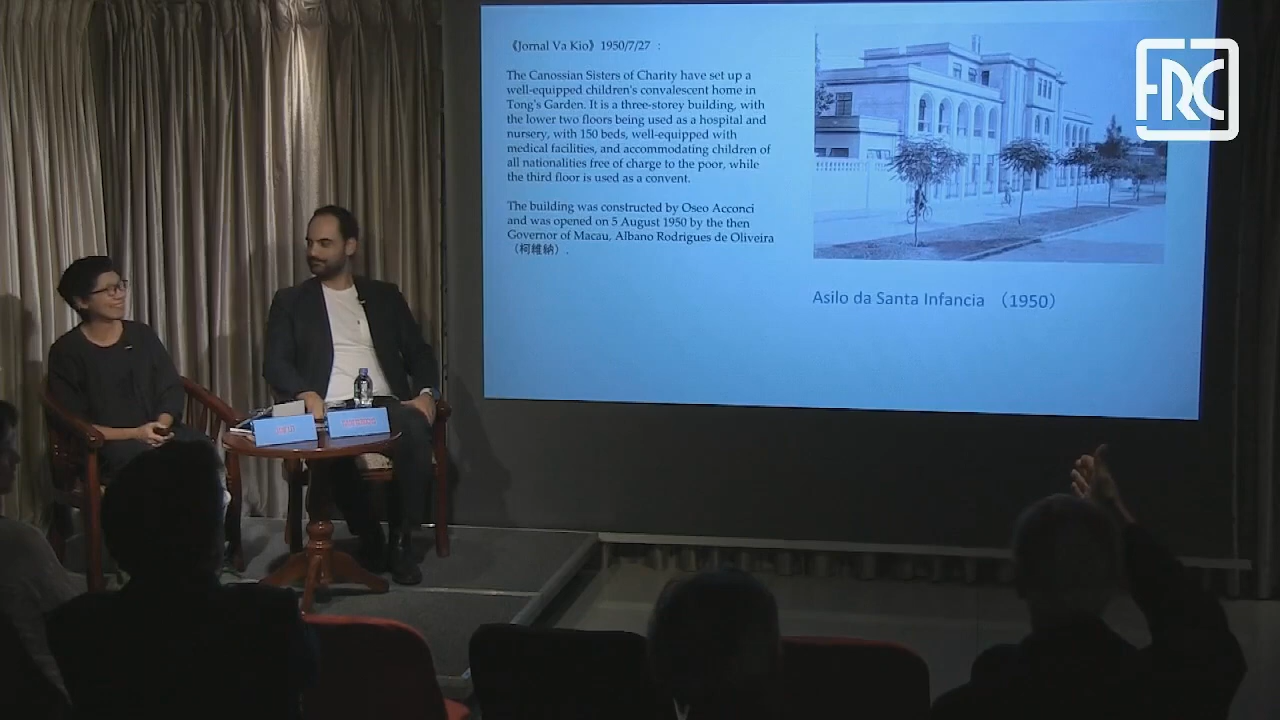 《Jornal Va Kio》1950/7/27 ：
The Canossian Sisters of Charity have set up a
well-equipped children's convalescent home in
Tong's Garden. It is a three-storey building, with
the lower two floors being used as a hospital and
nursery, with 150 beds, well-equipped with
medical facilities, and accommodating children of
all nationalities free of charge to the poor, while
the third floor is used as a convent.
The building was constructed by Oseo Acconci
and was opened on 5 August 1950 by the then
Governor of Macau, Albano Rodrigues de Oliveira
（柯維納）.
Asilo da Santa Infancia （1950）
FRC